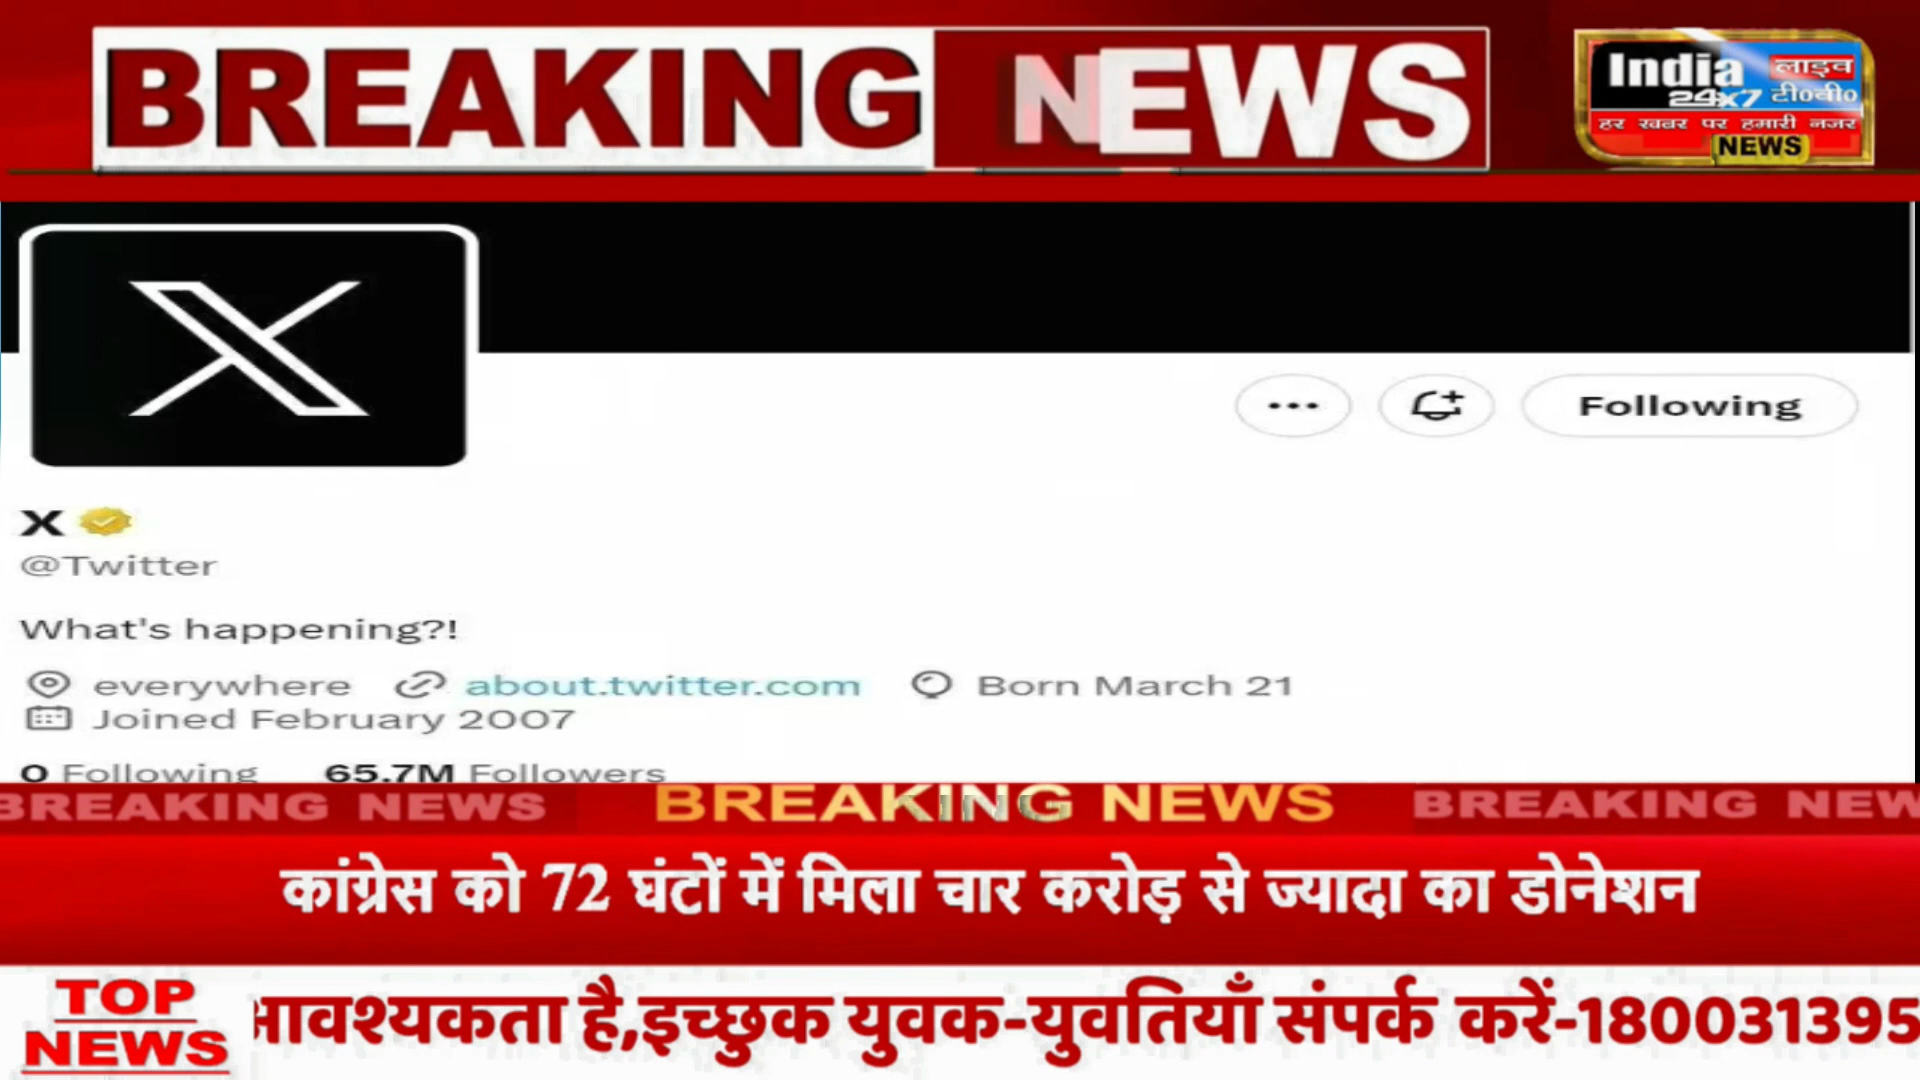 BREAKING NEWS
India लाइव
24x7 टी०वी०
हर खबर पर हमारी नजर
NEWS
X
Following
X
@Twitter
What's happening?!
everywhere about.twitter.com Born March 21
Joined February 2007
0 Following 65.7M Followers
BREAKING NEWS BREAKING NEWS BREAKING NEW
कांग्रेस को 72 घंटों में मिला चार करोड़ से ज्यादा का डोनेशन
TOP
NEWS
आवश्यकता है,इच्छुक युवक-युवतियाँ संपर्क करें-180031395